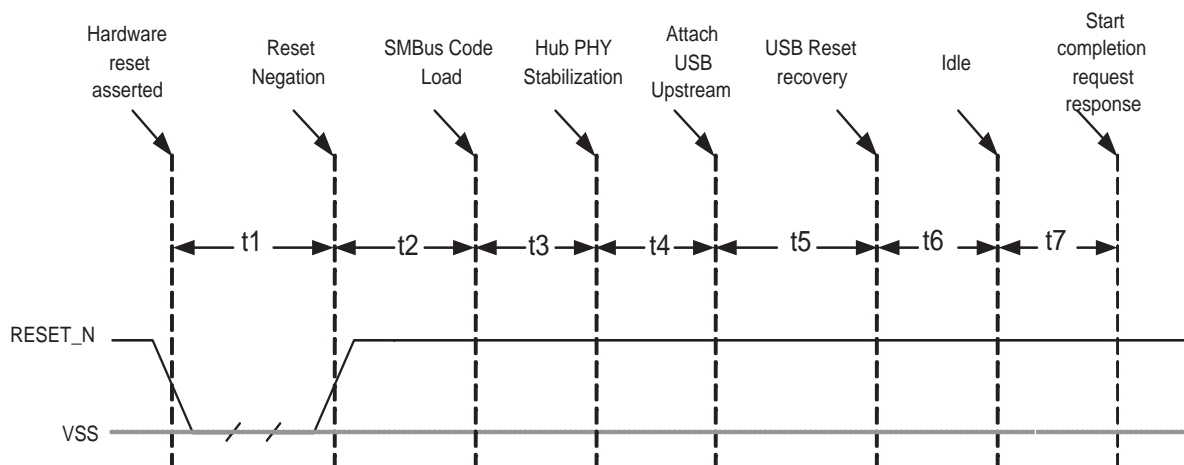 Hardware
reset
asserted
Reset
Negation
SMBus Code
Load
Hub PHY
Stabilization
Attach
USB
Upstream
USB Reset
recovery
Idle
Start
completion
request
response
t1
t2
t3
t4
t5
t6
t7
RESET_N
VSS